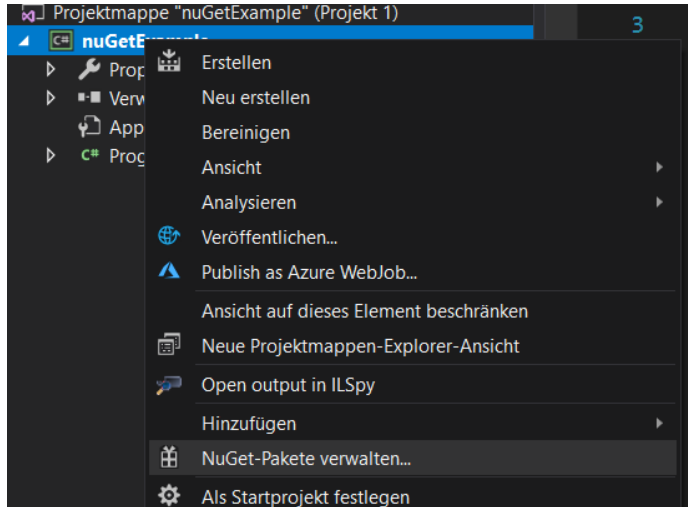 Projektmappe "nuGetExample" (Projekt 1)
3
C# nuGetExample
Prop
Erstellen
Verw
Neu erstellen
App
Bereinigen
C# Prog
Ansicht
Analysieren
Veröffentlichen...
Publish as Azure WebJob...
Ansicht auf dieses Element beschränken
Neue Projektmappen-Explorer-Ansicht
Open output in ILSpy
Hinzufügen
NuGet-Pakete verwalten...
Als Startprojekt festlegen